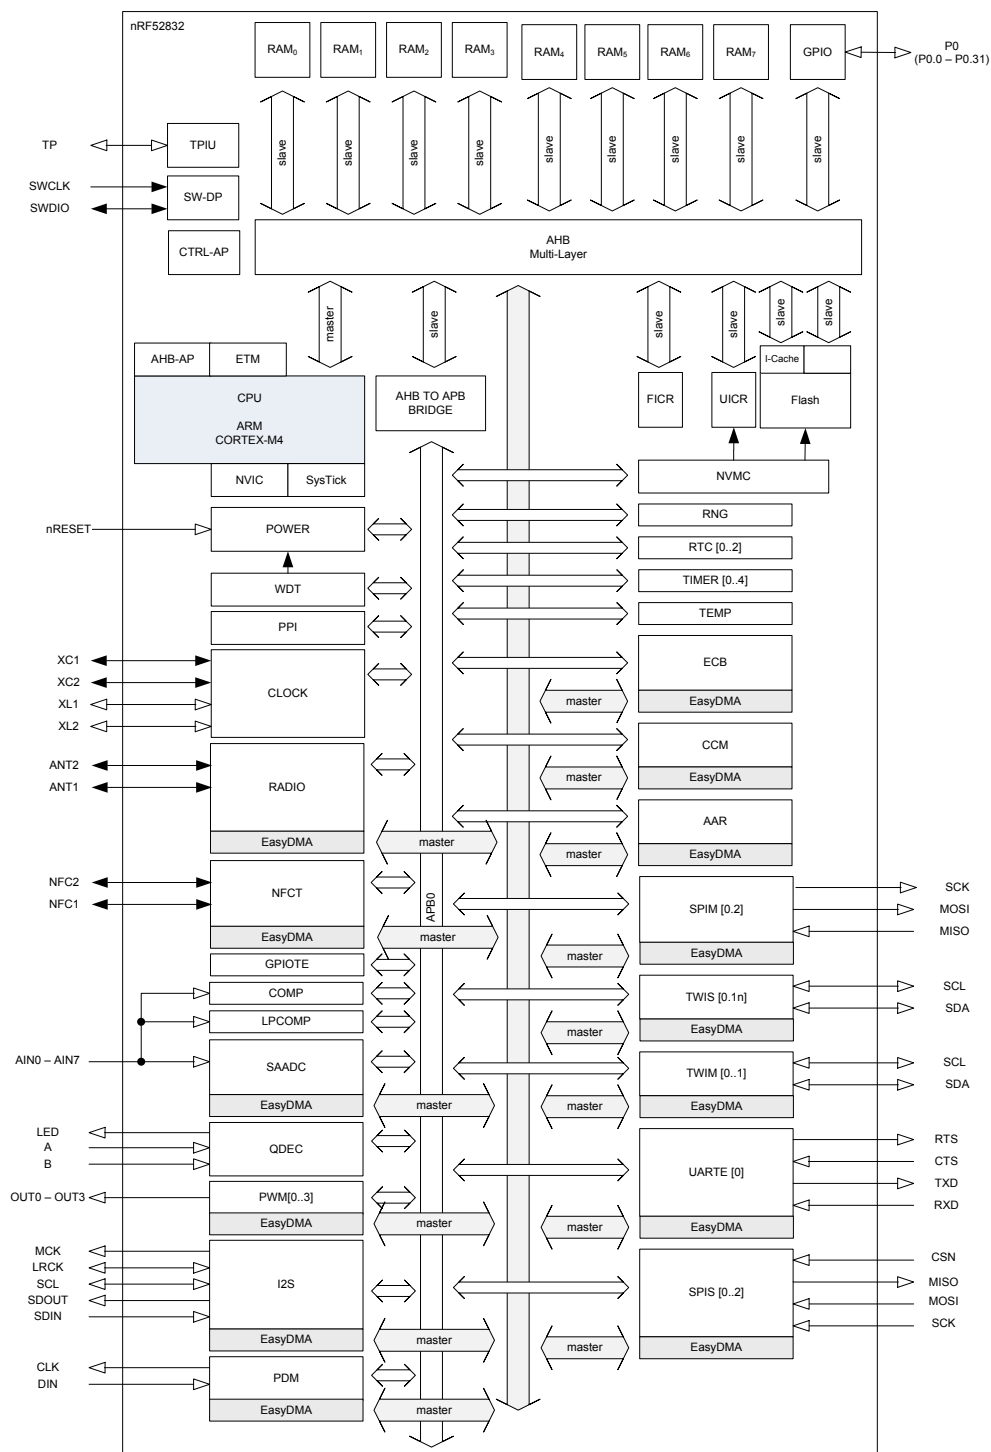 nRF52832
RAM0 RAM1 RAM2 RAM3 RAM4 RAM5 RAM6 RAM7 GPIO
P0
(P0.0 – P0.31)
slave slave slave slave slave slave slave slave slave
TP TPIU
SWCLK
SWDIO
SW-DP
CTRL-AP
AHB
Multi-Layer
master slave slave slave slave slave
AHB-AP ETM
CPU
ARM
CORTEX-M4
NVIC SysTick
AHB TO APB
BRIDGE
FICR UICR
I-Cache
Flash
NVMC
nRESET POWER
RNG
RTC [0..2]
WDT
TIMER [0..4]
PPI
TEMP
XC1
XC2
XL1
XL2
CLOCK
ECB
master EasyDMA
ANT2
ANT1
RADIO
EasyDMA master
CCM
master EasyDMA
AAR
master EasyDMA
NFC2
NFC1
NFCT
EasyDMA master
APB0
SPIM [0.2]
SCK
MOSI
MISO
master EasyDMA
GPIOTE
COMP
LPCOMP
AIN0 – AIN7
SAADC
EasyDMA master
TWIS [0.1n]
SCL
SDA
master EasyDMA
TWIM [0..1]
SCL
SDA
master EasyDMA
LED
A
B
QDEC
UARTE [0]
RTS
CTS
TXD
RXD
master EasyDMA
OUT0 – OUT3 PWM[0..3]
EasyDMA master
MCK
LRCK
SCL
SDOUT
SDIN
I2S
EasyDMA master
SPIS [0..2]
CSN
MISO
MOSI
SCK
master EasyDMA
CLK
DIN
PDM
EasyDMA master